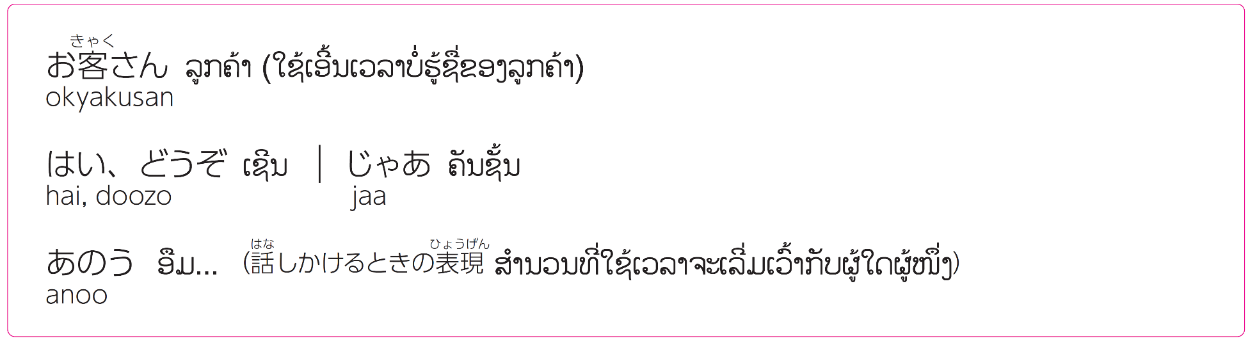 きゃく
お客さん ລູກຄ້າ (ໃຊ້ເອີ້ນເວລາບໍ່ຮູ້ຊື່ຂອງລູກຄ້າ)
okyakusan
はい、どうぞ ເຊີນ | じゃあ ຄັນຊັ້ນ
hai, doozo jaa
はな ひょうげん
あのう ອືມ... (話しかけるときの表現 ສຳນວນທີ່ໃຊ້ເວລາຈະເລີ່ມເວົ້າກັບຜູ້ໃດຜູ້ໜຶ່ງ)
anoo